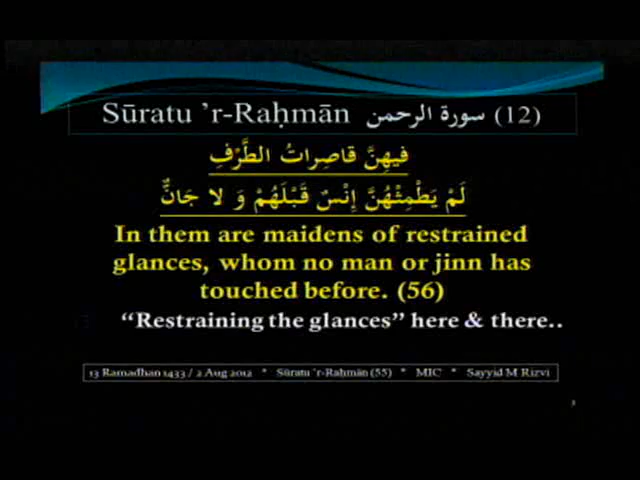 Sūratu ’r-Raḥmān سورة الرحمن (12)
فِيهِنَّ قَاصِرَاتُ الطَّرْفِ
لَمْ يَطْمِثْهُنَّ إِنْسٌ قَبْلَهُمْ وَ لا جَانٌّ
In them are maidens of restrained
glances, whom no man or jinn has
touched before. (56)
“Restraining the glances” here & there..
13 Ramadhan 1433 / 2 Aug 2012 * Sūratu ’r-Raḥmān (55) * MIC * Sayyid M Rizvi